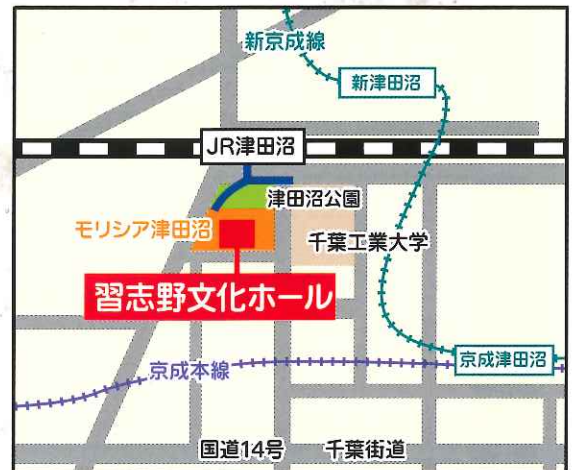 新京成線
新津田沼
JR津田沼
津田沼公園
モリシア津田沼
千葉工業大学
習志野文化ホール
京成津田沼
京成本線
国道14号 千葉街道